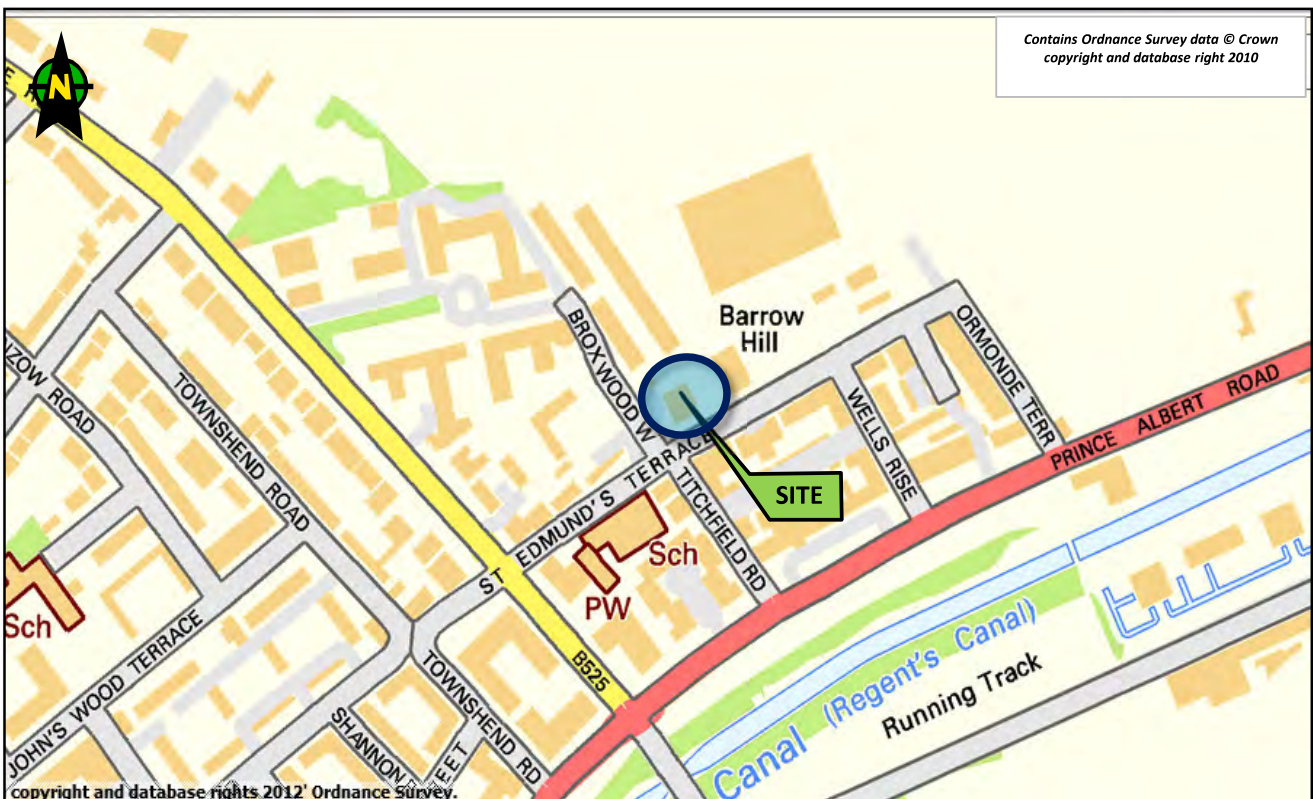 Contains Ordnance Survey data © Crown
copyright and database right 2010
N
Barrow
Hill
BROXWOOD W
ORMONDE TERR
TOWNSHEND ROAD
ROAD
WELLS RISE
PRINCE ALBERT ROAD
ST EDMUND'S TERRACE
TITCHFIELD RD
SITE
Sch
PW
Sch
JOHN'S WOOD TERRACE
B525
TOWNSHEND RD
SHANNON
EET
Canal (Regent's Canal)
Running Track
copyright and database rights 2012' Ordnance Survey.